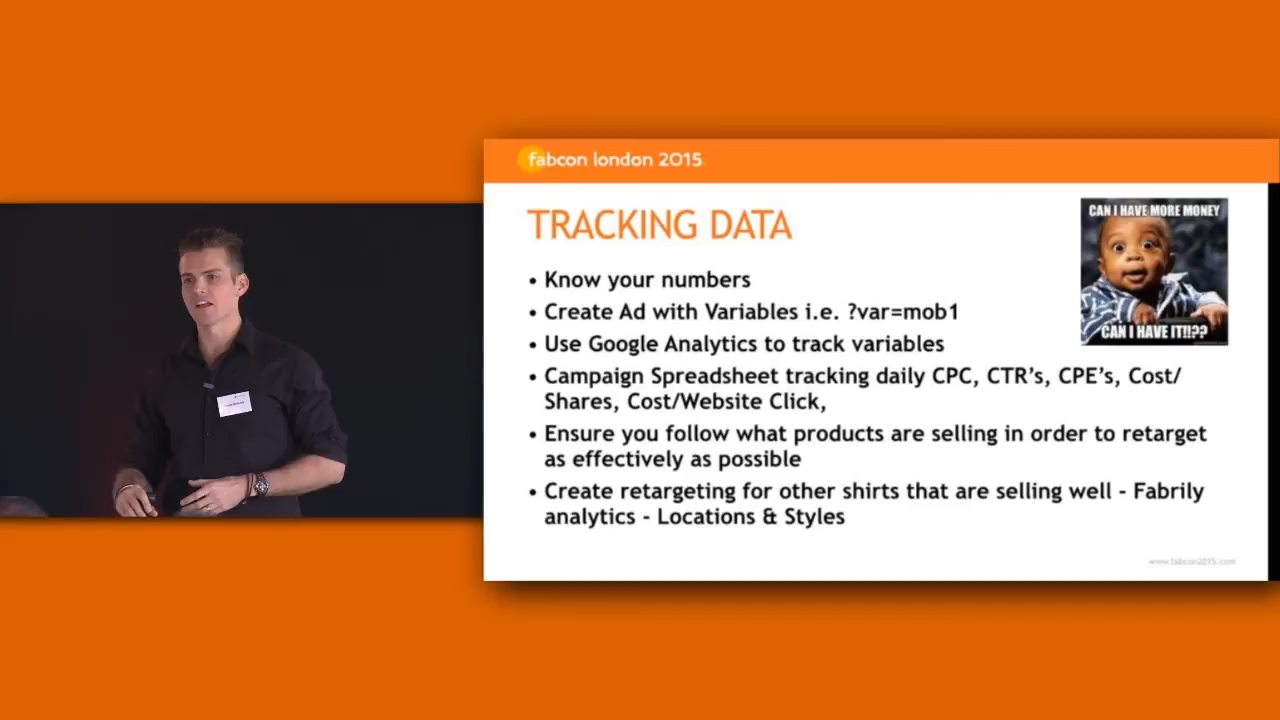 fabcon london 2015
TRACKING DATA
CAN I HAVE MORE MONEY
CAN I HAVE IT!!??
• Know your numbers
• Create Ad with Variables i.e. ?var=mob1
• Use Google Analytics to track variables
• Campaign Spreadsheet tracking daily CPC, CTR's, CPE's, Cost/
Shares, Cost/Website Click,
• Ensure you follow what products are selling in order to retarget
as effectively as possible
• Create retargeting for other shirts that are selling well - Fabrily
analytics - Locations & Styles
www.fabcon2015.com